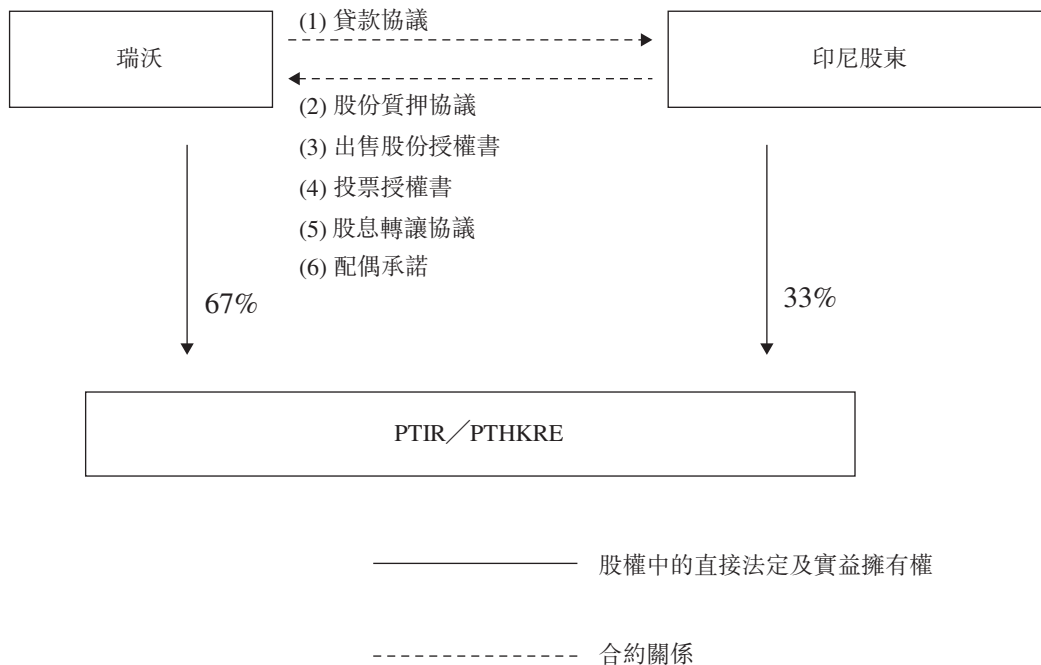 (1) 貸款協議
瑞沃
印尼股東
(2) 股份質押協議
(3) 出售股份授權書
(4) 投票授權書
(5) 股息轉讓協議
(6) 配偶承諾
67%
33%
PTIR／PTHKRE
股權中的直接法定及實益擁有權
合約關係